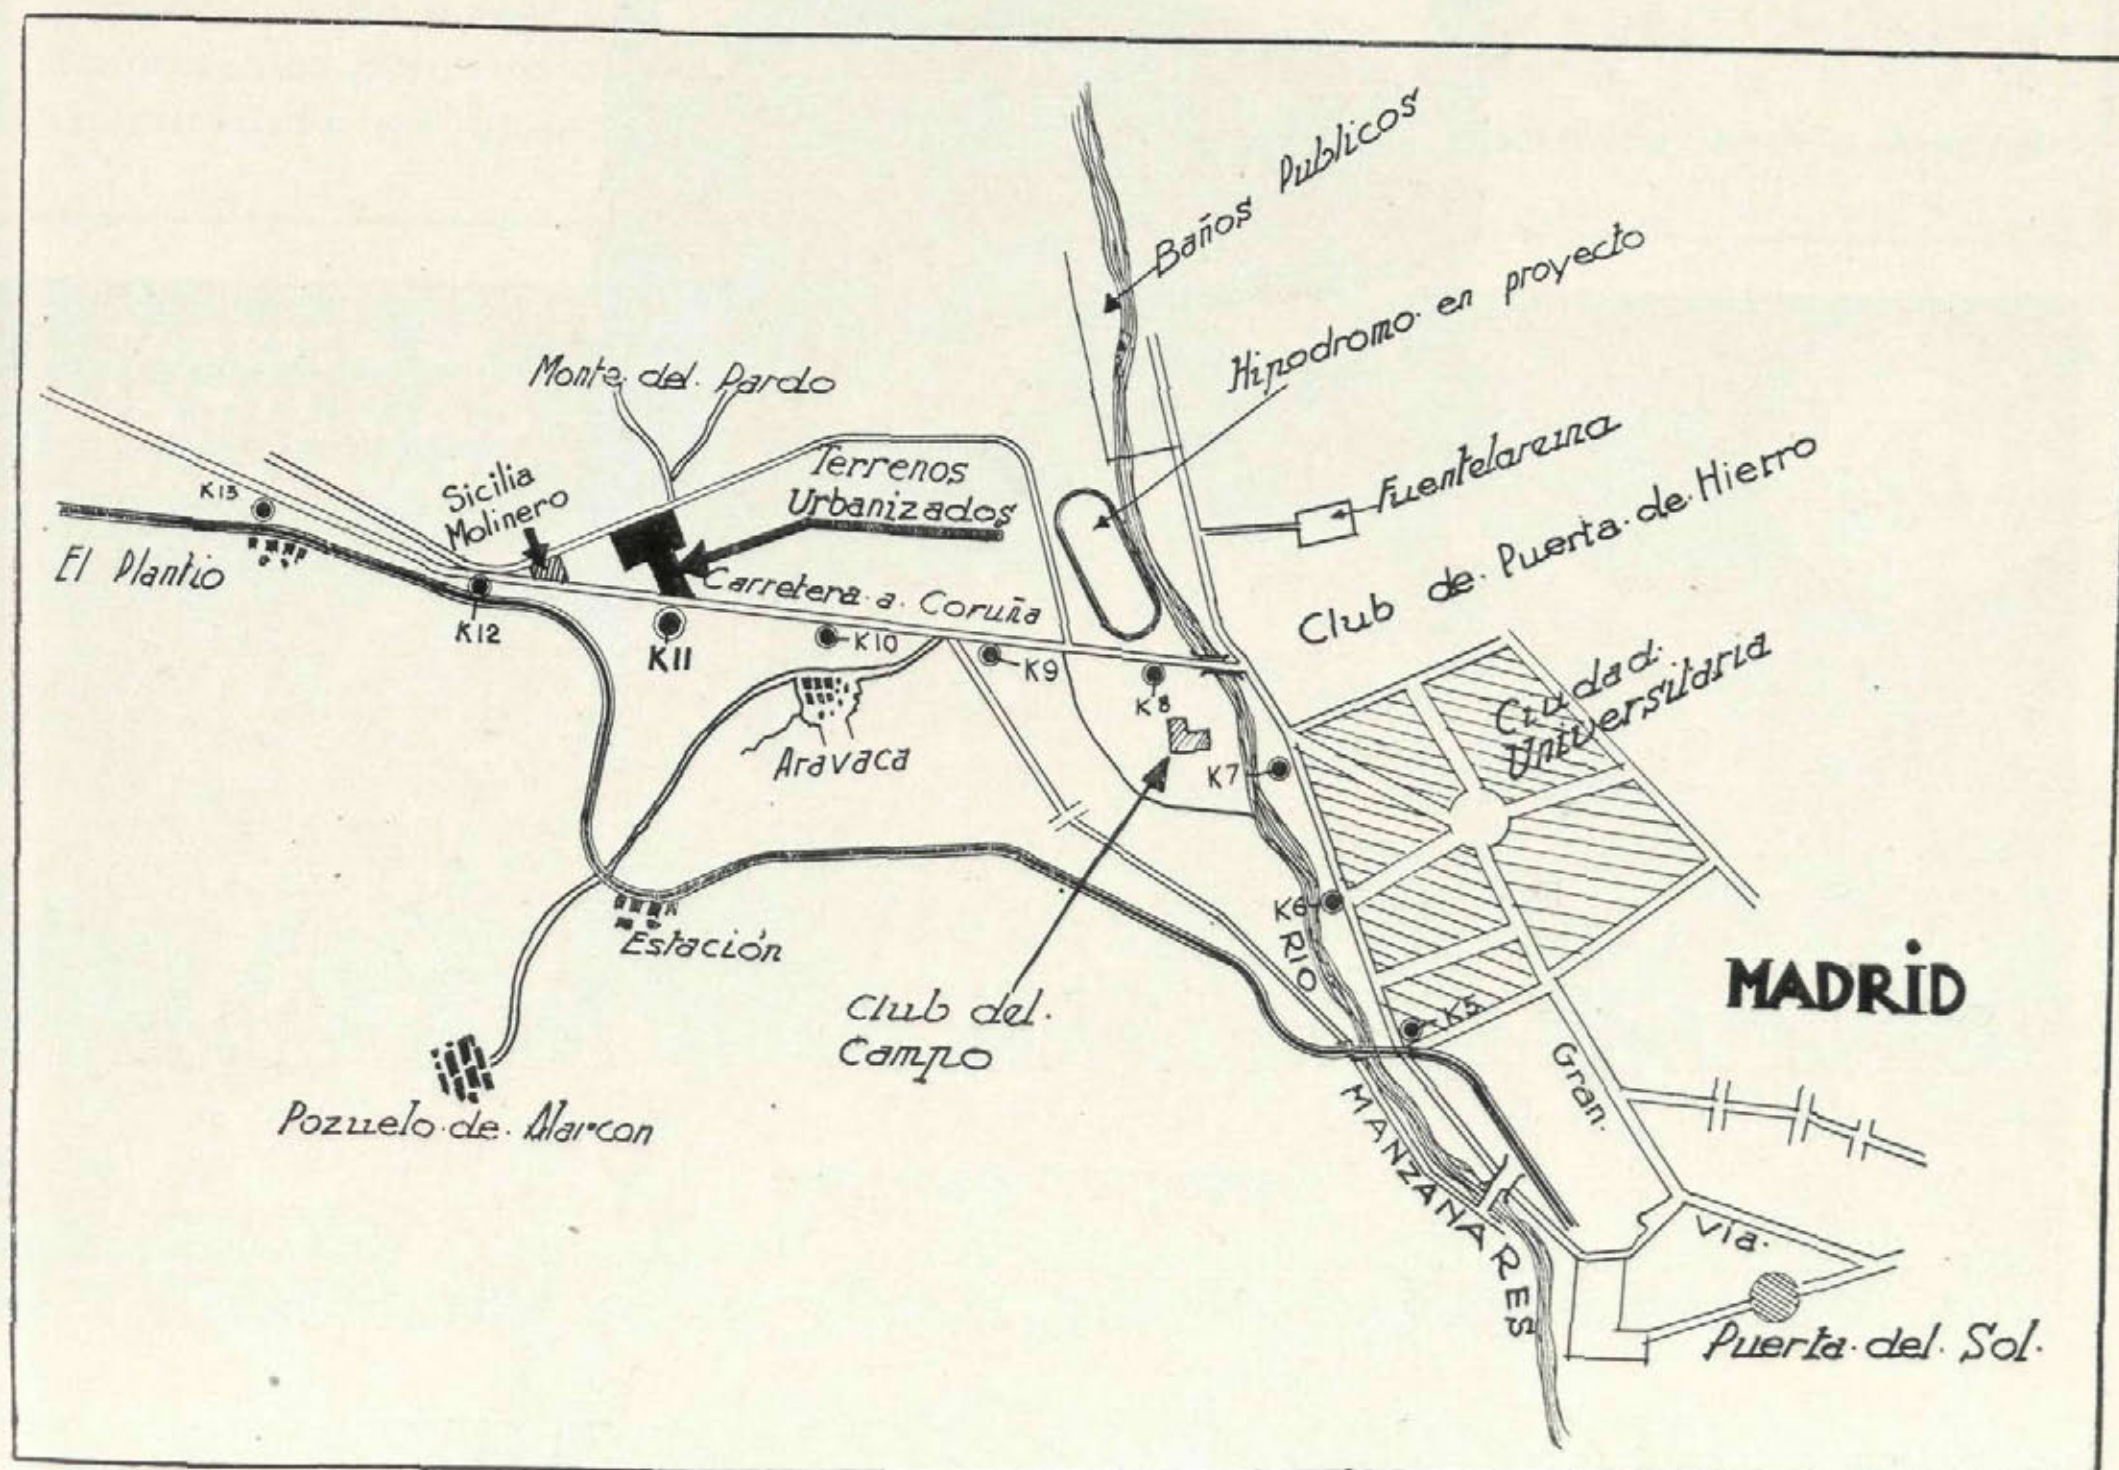 Baños Publicos
Hipodromo en proyecto
Monte del Pardo
Fuentelareina
Terrenos
Urbanizados
Sicilia
Molinero
K13
Club de Puerta de Hierro
El Plantio
Carretera a Coruña
K12
K11
K10
K9
K8
Ciudad
Universitaria
Aravaca
K7
K6
Estación
RIO
MADRID
Club del
Campo
K5
Pozuelo de Alarcon
Gran
MANZANARES
Via
Puerta del Sol